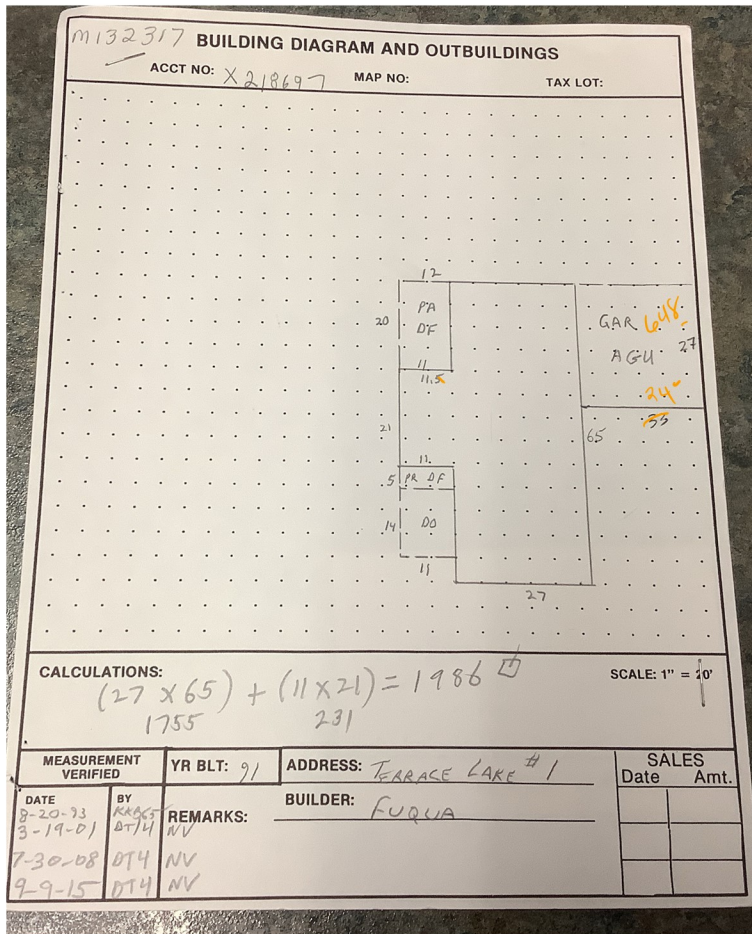 M132317 BUILDING DIAGRAM AND OUTBUILDINGS
ACCT NO: X218697 MAP NO: TAX LOT:
12
PA
20 DF
GAR 648
AGU 27
11
11.5
24
33
21
65
11
5 PR DF
14 DO
11
27
CALCULATIONS: SCALE: 1" = 10'
(27 x 65) + (11 x 21) = 1986
1755 231
MEASUREMENT VERIFIED YR BLT: 91 ADDRESS: TERRACE LAKE #1 SALES
Date Amt.
DATE BY REMARKS: BUILDER: FUQUA
8-20-93
3-19-01 DT/4 NV
7-30-08 DT4 NV
9-9-15 DT4 NV